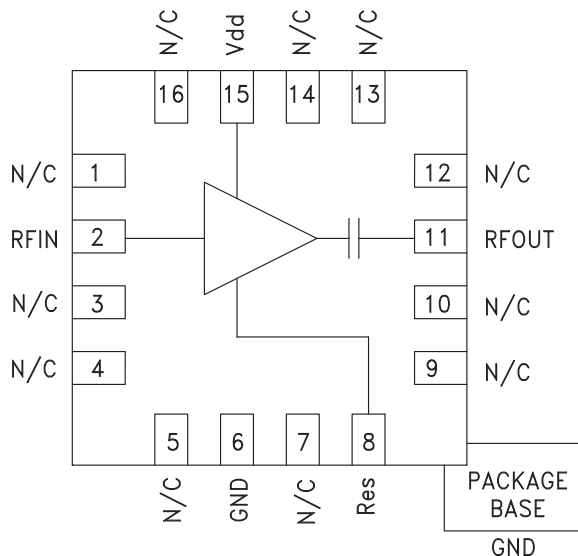 N/C Vdd N/C N/C
16 15 14 13
N/C 1 12 N/C
RFIN 2 11 RFOUT
N/C 3 10 N/C
N/C 4 9 N/C
5 6 7 8
N/C GND N/C Res
PACKAGE
BASE
GND